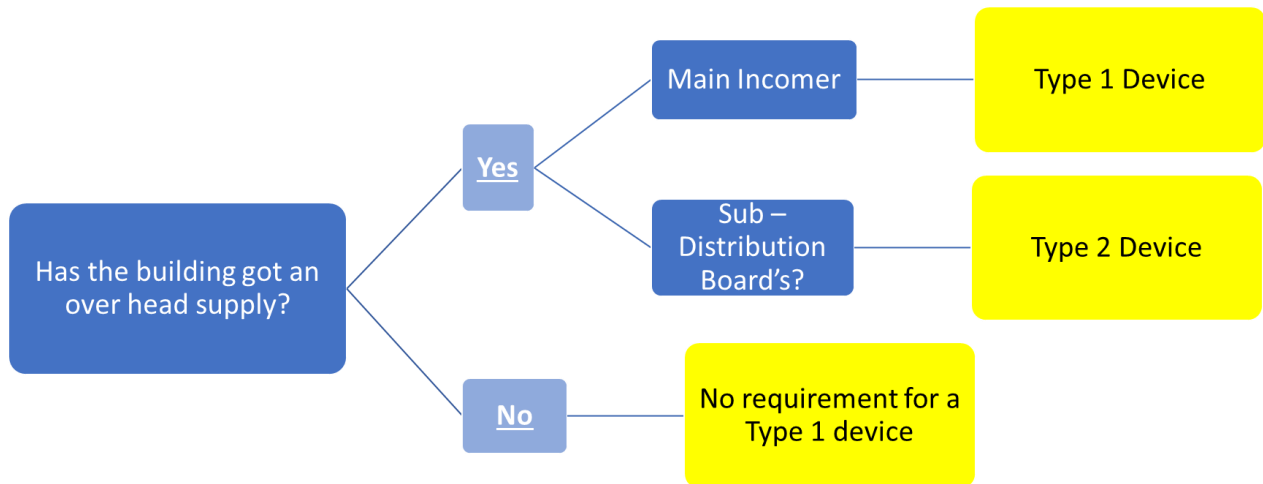 Has the building got an
over head supply?
Yes
Main Incomer
Type 1 Device
Sub –
Distribution
Board's?
Type 2 Device
No
No requirement for a
Type 1 device